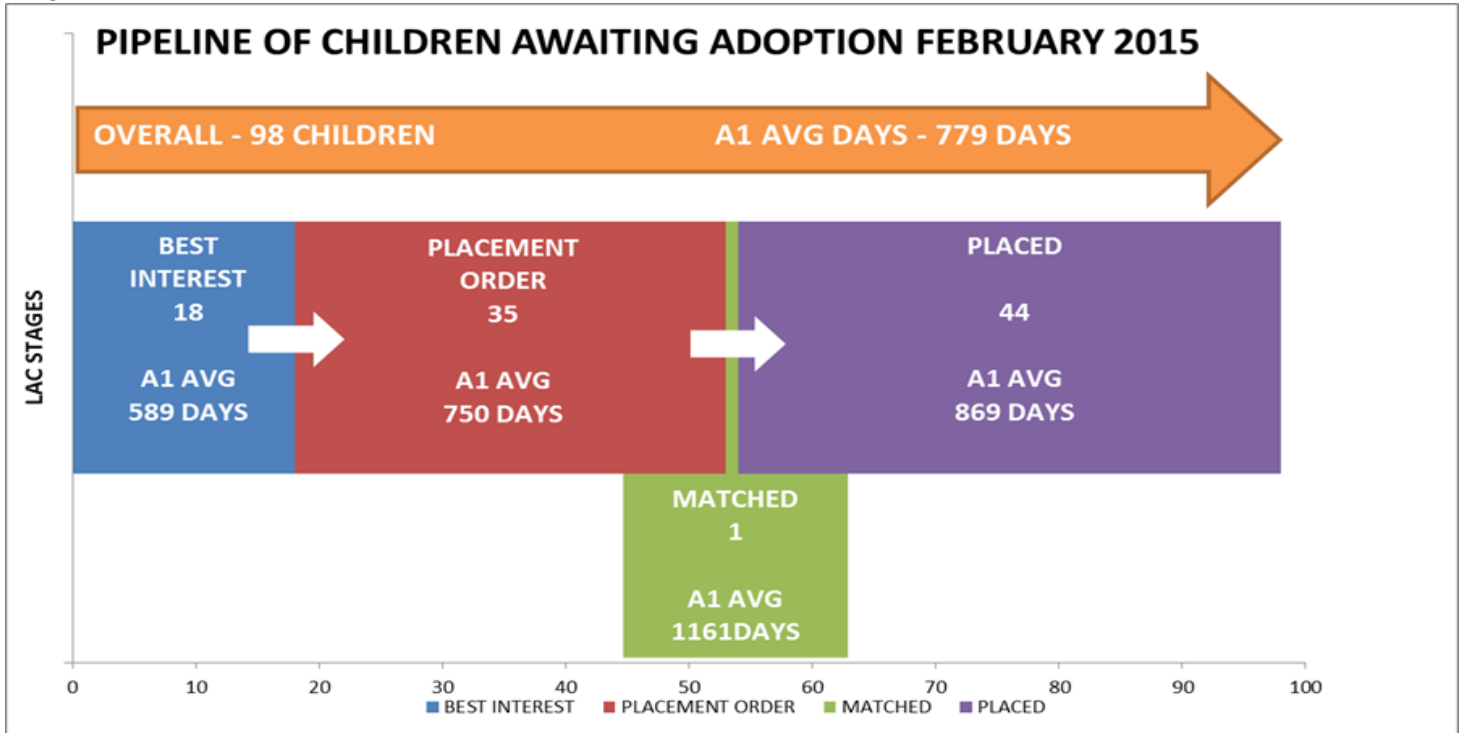 PIPELINE OF CHILDREN AWAITING ADOPTION FEBRUARY 2015
OVERALL - 98 CHILDREN
A1 AVG DAYS - 779 DAYS
LAC STAGES
BEST
INTEREST
18
A1 AVG
589 DAYS
PLACEMENT
ORDER
35
A1 AVG
750 DAYS
PLACED
44
A1 AVG
869 DAYS
MATCHED
1
A1 AVG
1161DAYS
0 10 20 30 40 50 60 70 80 90 100
BEST INTEREST PLACEMENT ORDER MATCHED PLACED